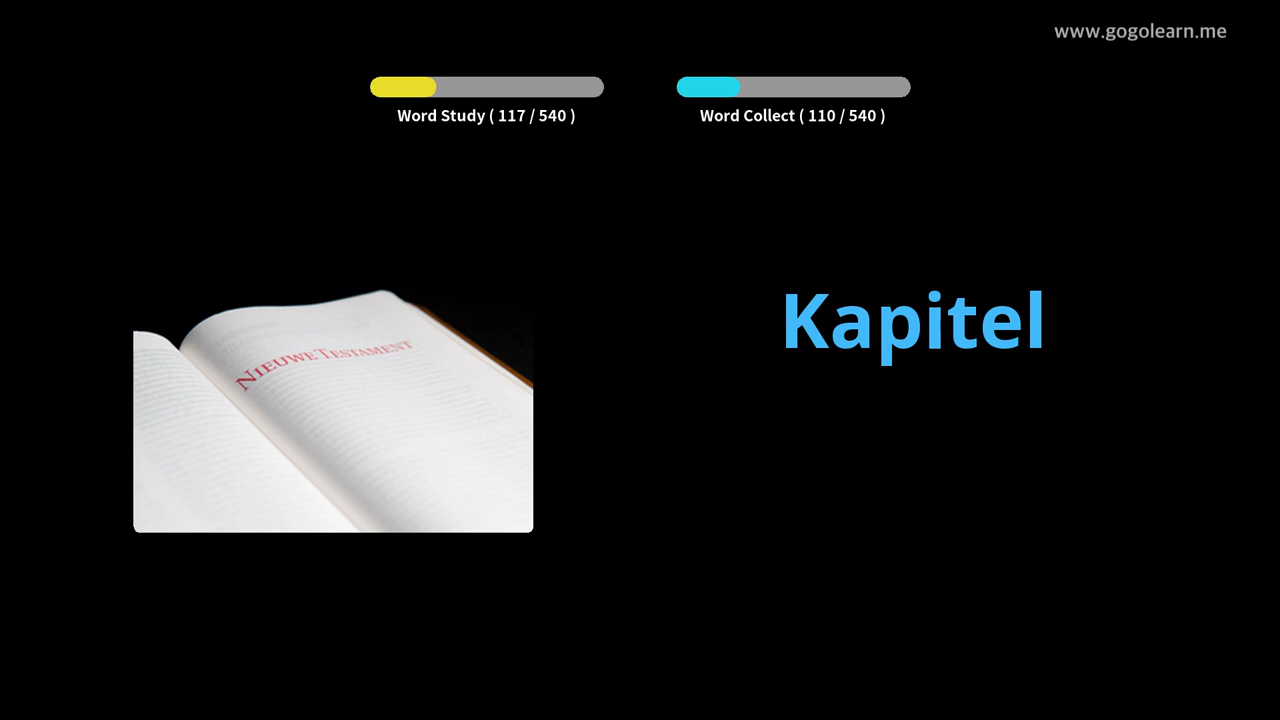 www.gogolearn.me
Word Study ( 117 / 540 )
Word Collect ( 110 / 540 )
Kapitel
NIEUWE TESTAMENT